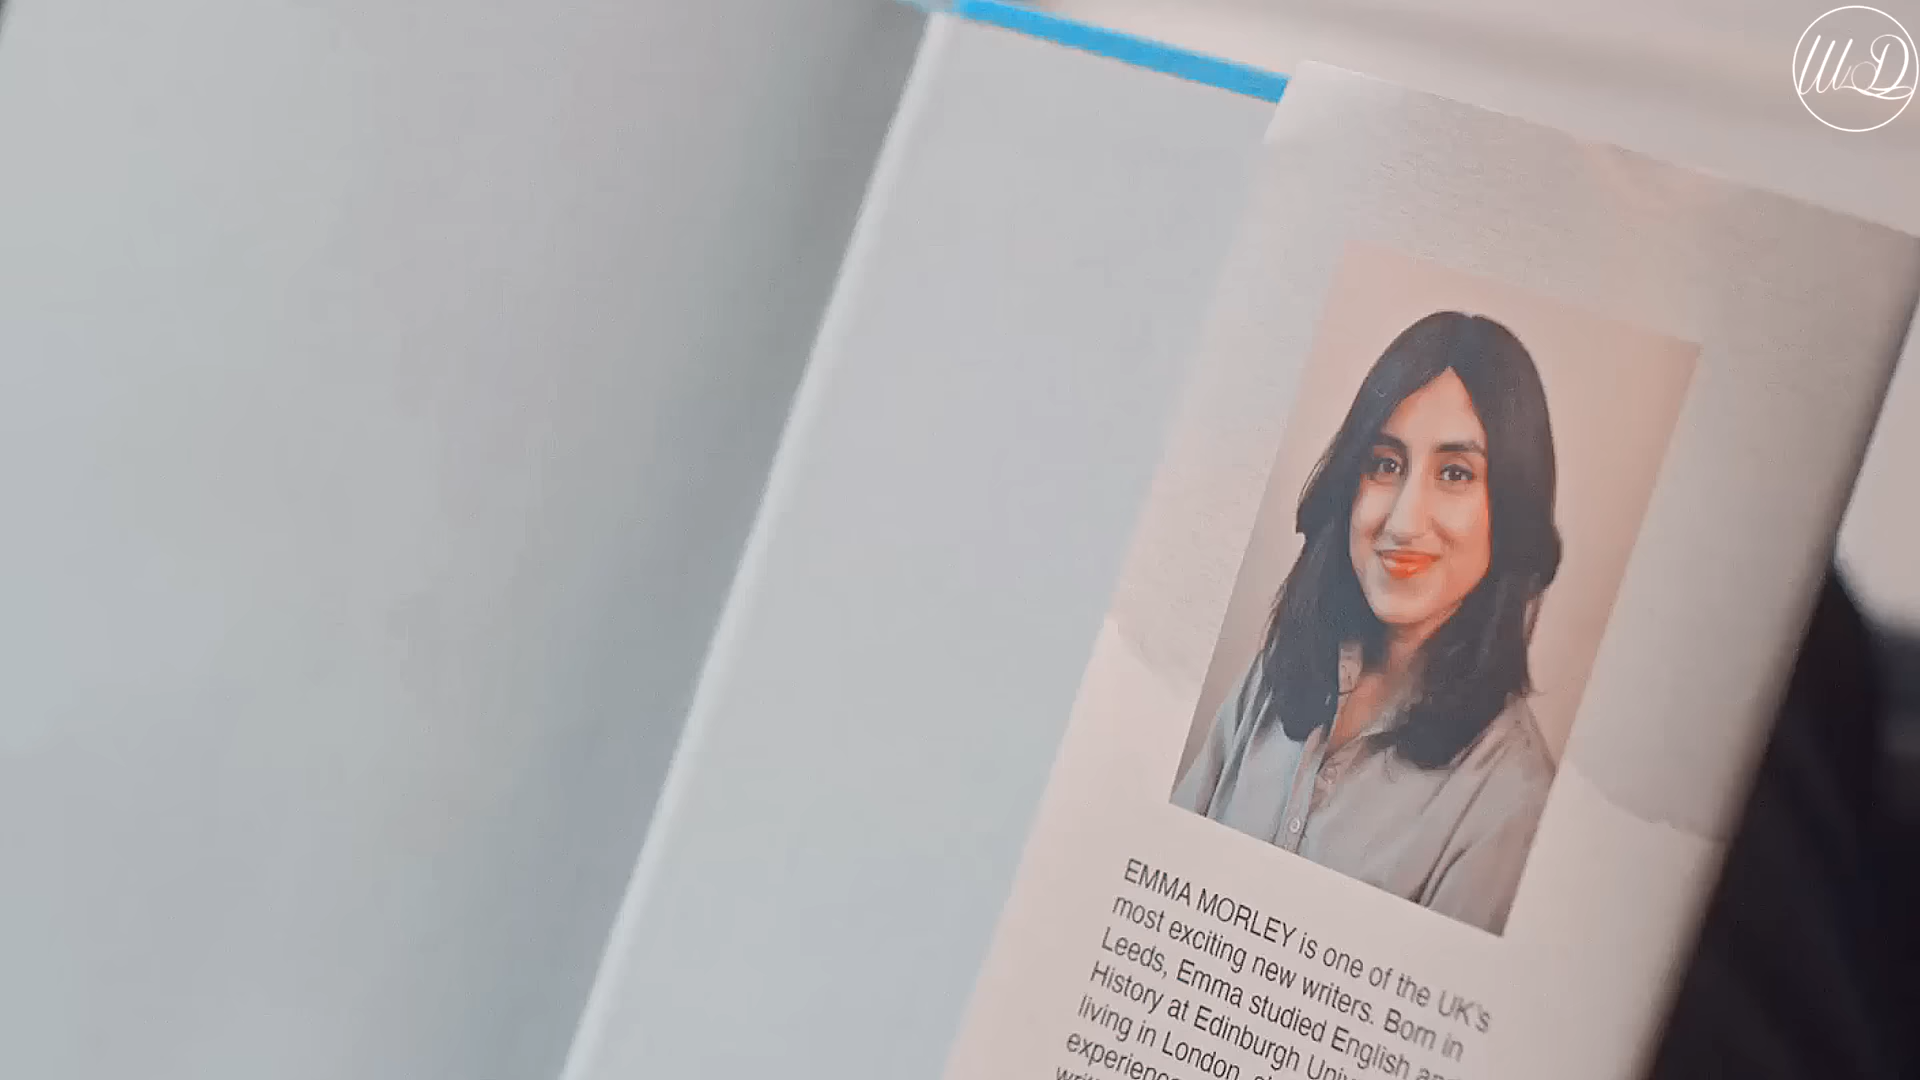 EMMA MORLEY is one of the UK's
most exciting new writers. Born in
Leeds, Emma studied English and
History at Edinburgh
living in London,